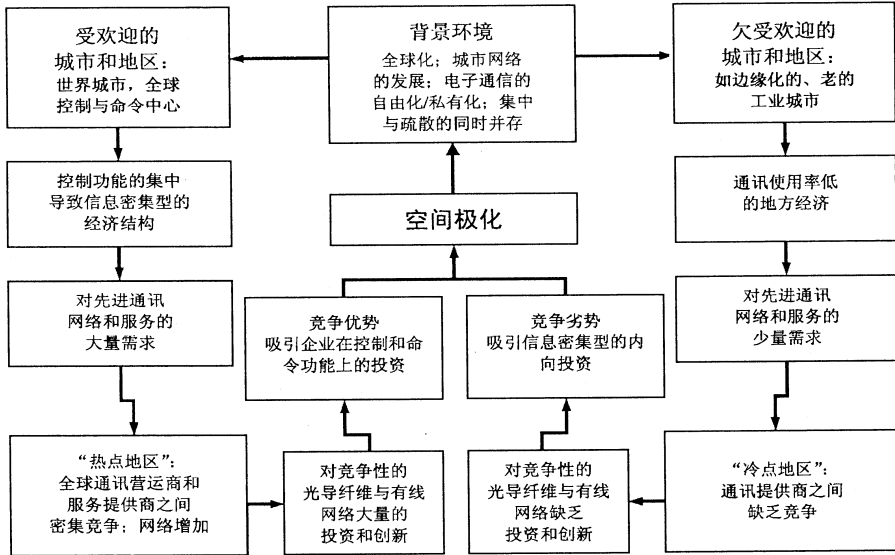 受欢迎的
城市和地区：
世界城市，全球
控制与命令中心
背景环境
全球化；城市网络
的发展；电子通信的
自由化/私有化；集中
与疏散的同时并存
欠受欢迎的
城市和地区：
如边缘化的、老的
工业城市
控制功能的集中
导致信息密集型的
经济结构
空间极化
通讯使用率低
的地方经济
对先进通讯
网络和服务的
大量需求
竞争优势
吸引企业在控制和命
令功能上的投资
竞争劣势
吸引信息密集型的内
向投资
对先进通讯
网络和服务的
少量需求
“热点地区”：
全球通讯营运商和
服务提供商之间
密集竞争；网络增加
对竞争性的
光导纤维与有线
网络大量的
投资和创新
对竞争性的
光导纤维与有线
网络缺乏
投资和创新
“冷点地区”：
通讯提供商之间
缺乏竞争